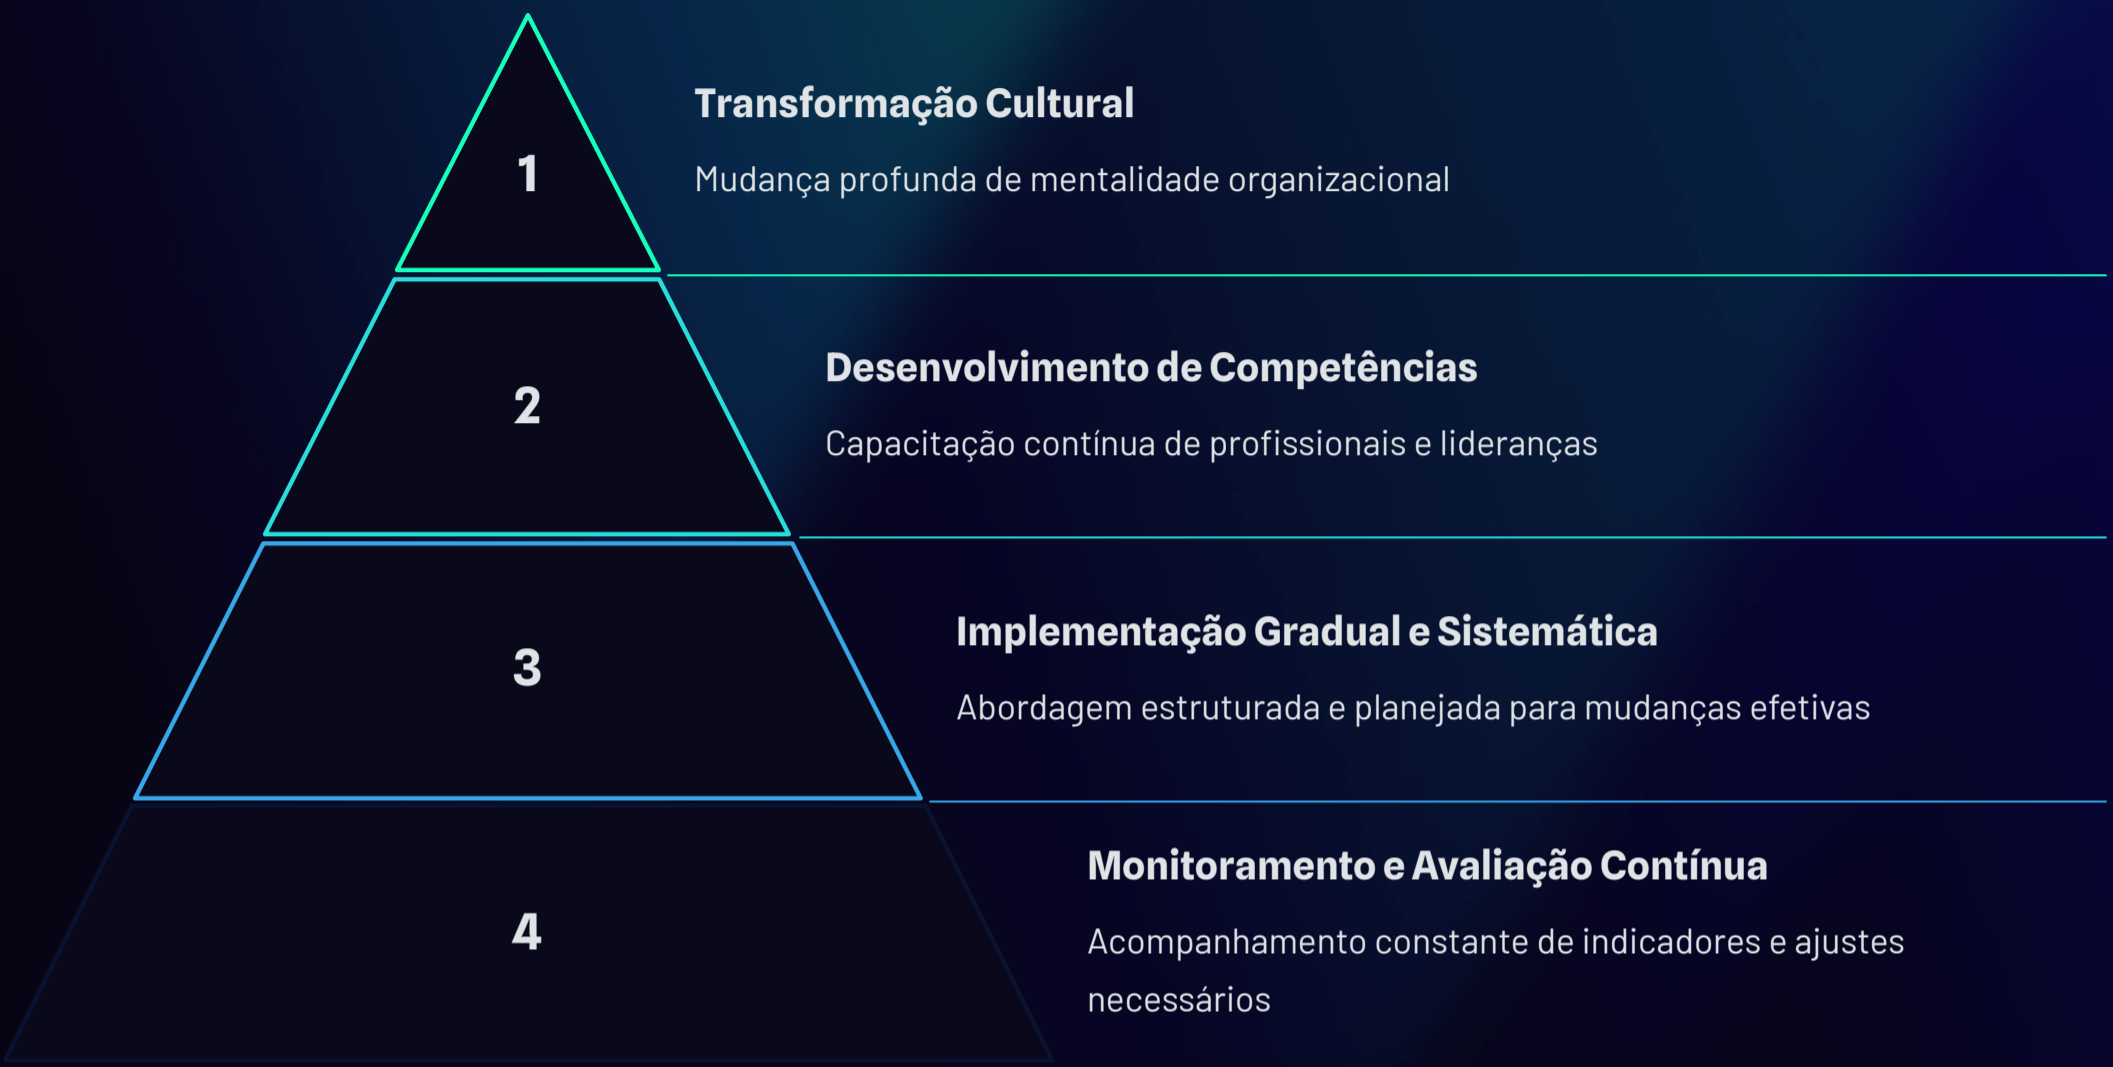 1
Transformação Cultural
Mudança profunda de mentalidade organizacional
2
Desenvolvimento de Competências
Capacitação contínua de profissionais e lideranças
3
Implementação Gradual e Sistemática
Abordagem estruturada e planejada para mudanças efetivas
4
Monitoramento e Avaliação Contínua
Acompanhamento constante de indicadores e ajustes
necessários